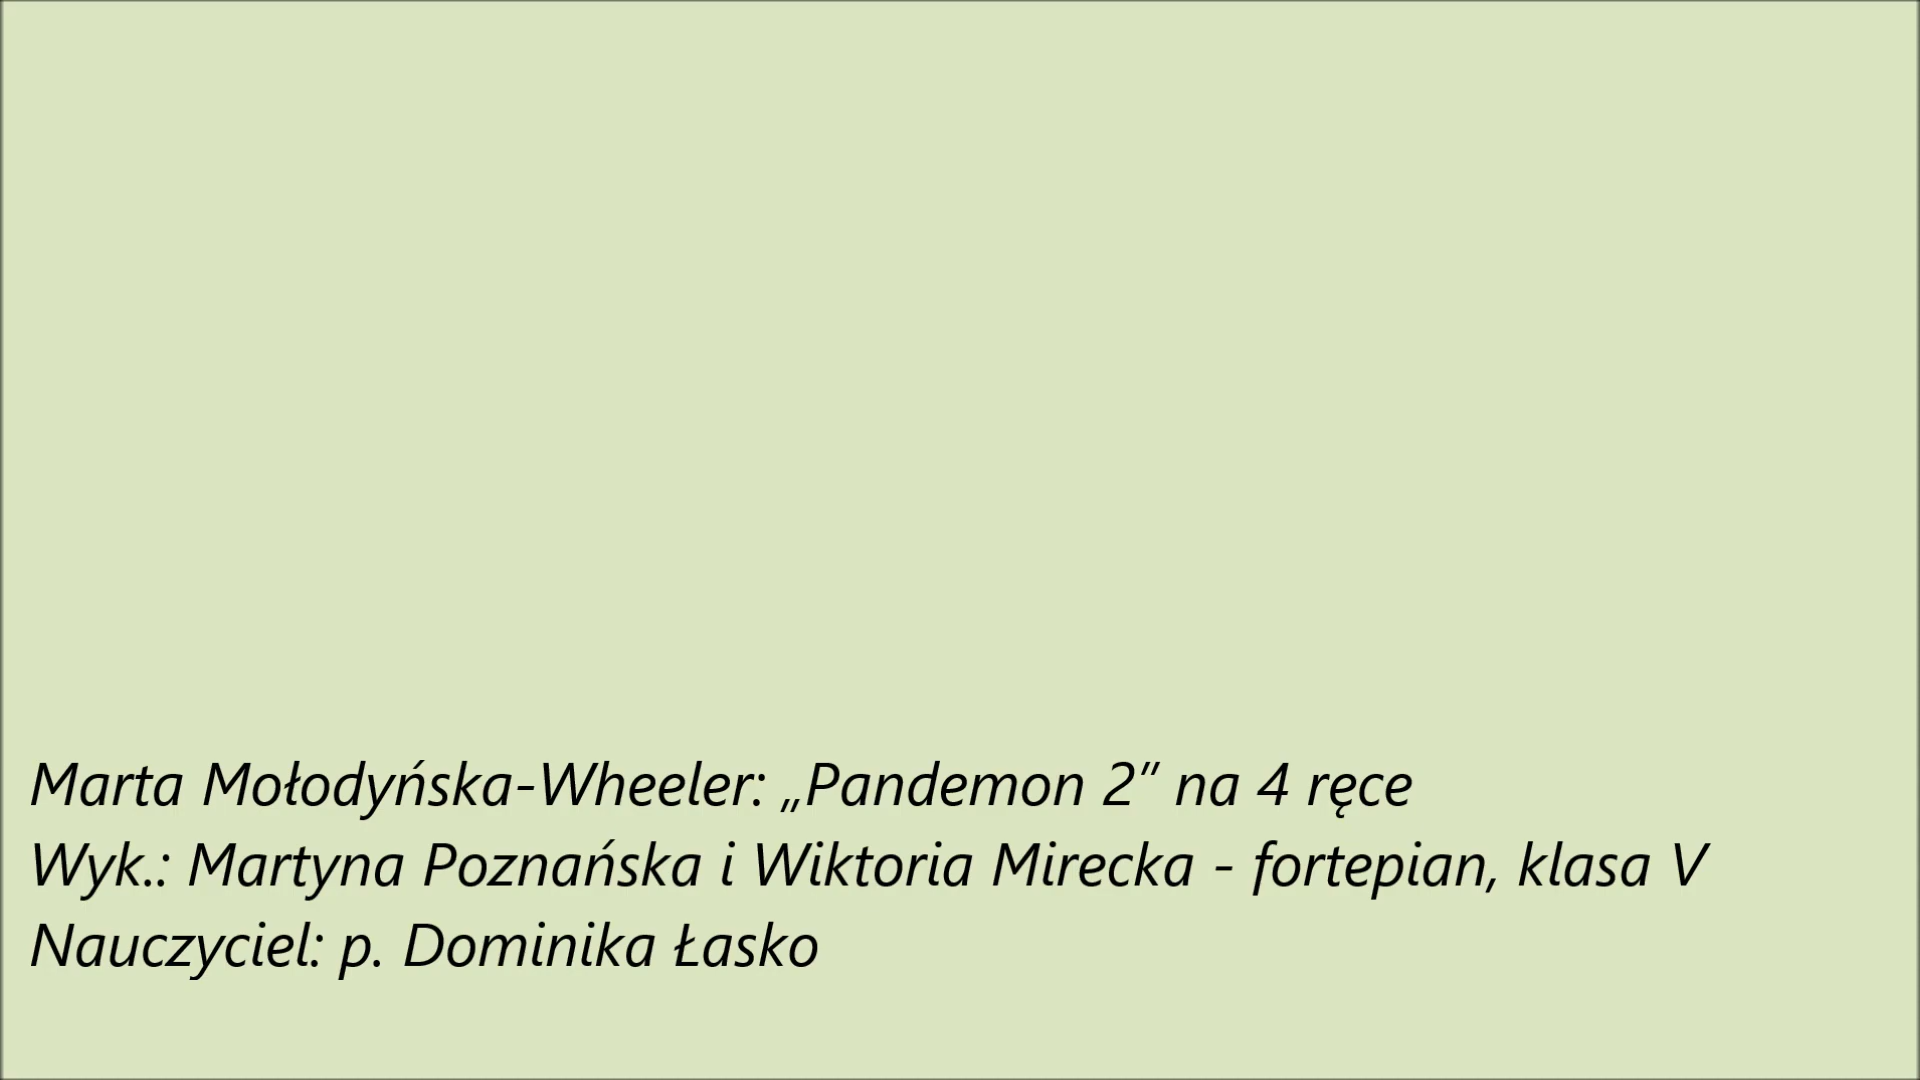 Marta Mołodyńska-Wheeler: „Pandemon 2” na 4 ręce
Wyk.: Martyna Poznańska i Wiktoria Mirecka - fortepian, klasa V
Nauczyciel: p. Dominika Łasko